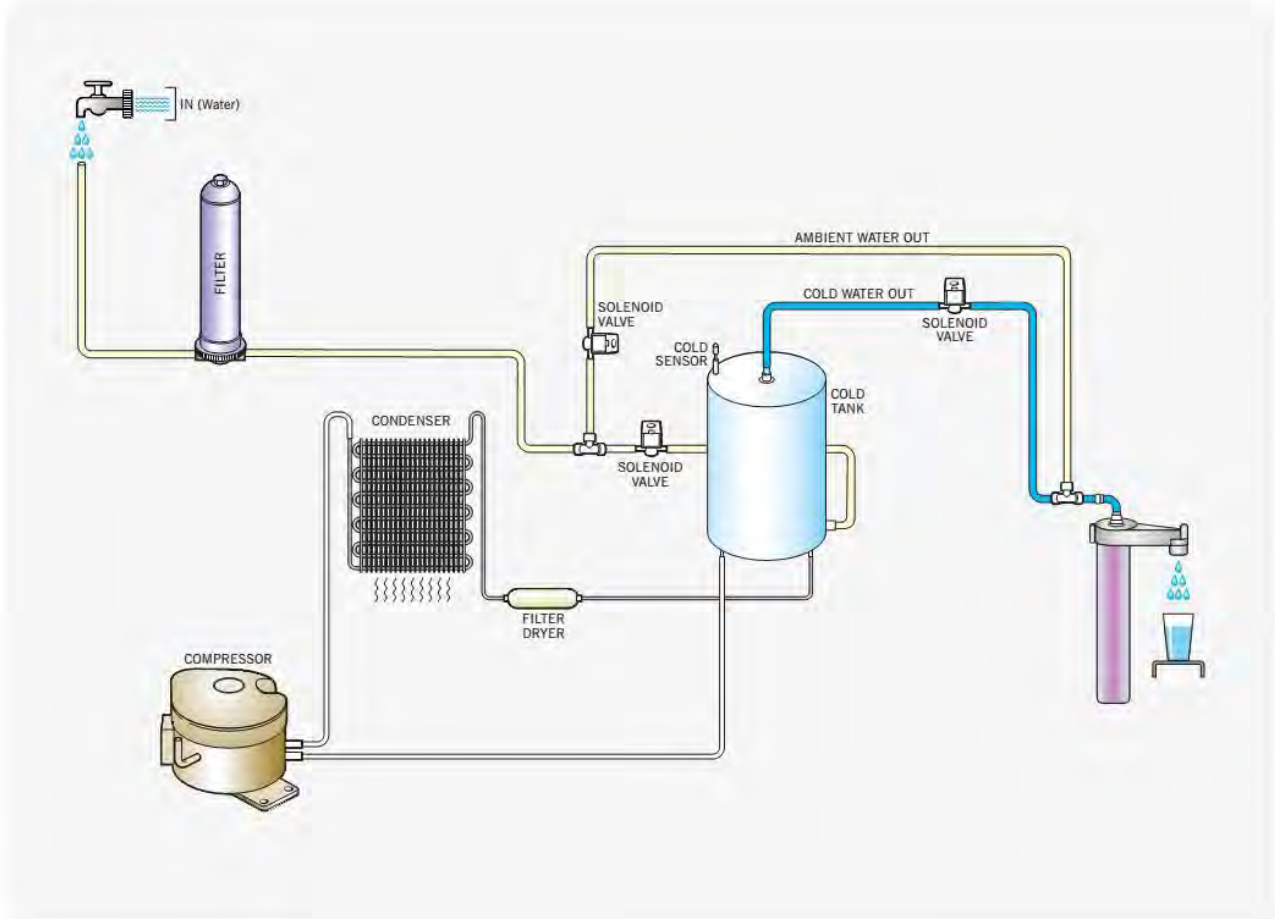 IN (Water)
FILTER
AMBIENT WATER OUT
COLD WATER OUT
SOLENOID
VALVE
SOLENOID
VALVE
COLD
SENSOR
COLD
TANK
CONDENSER
SOLENOID
VALVE
FILTER
DRYER
COMPRESSOR